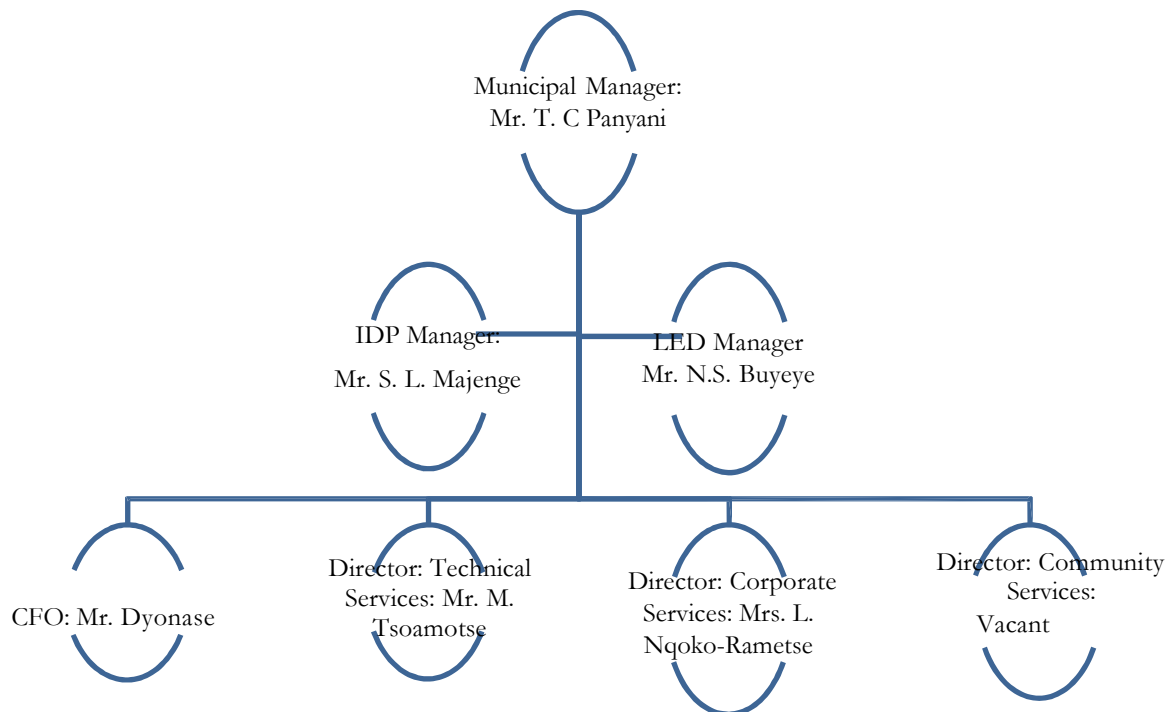 Municipal Manager:
Mr. T. C Panyani
IDP Manager:
Mr. S. L. Majenge
LED Manager
Mr. N.S. Buyeye
CFO: Mr. Dyonase
Director: Technical
Services: Mr. M.
Tsoamotse
Director: Corporate
Services: Mrs. L.
Nqoko-Rametse
Director: Community
Services:
Vacant